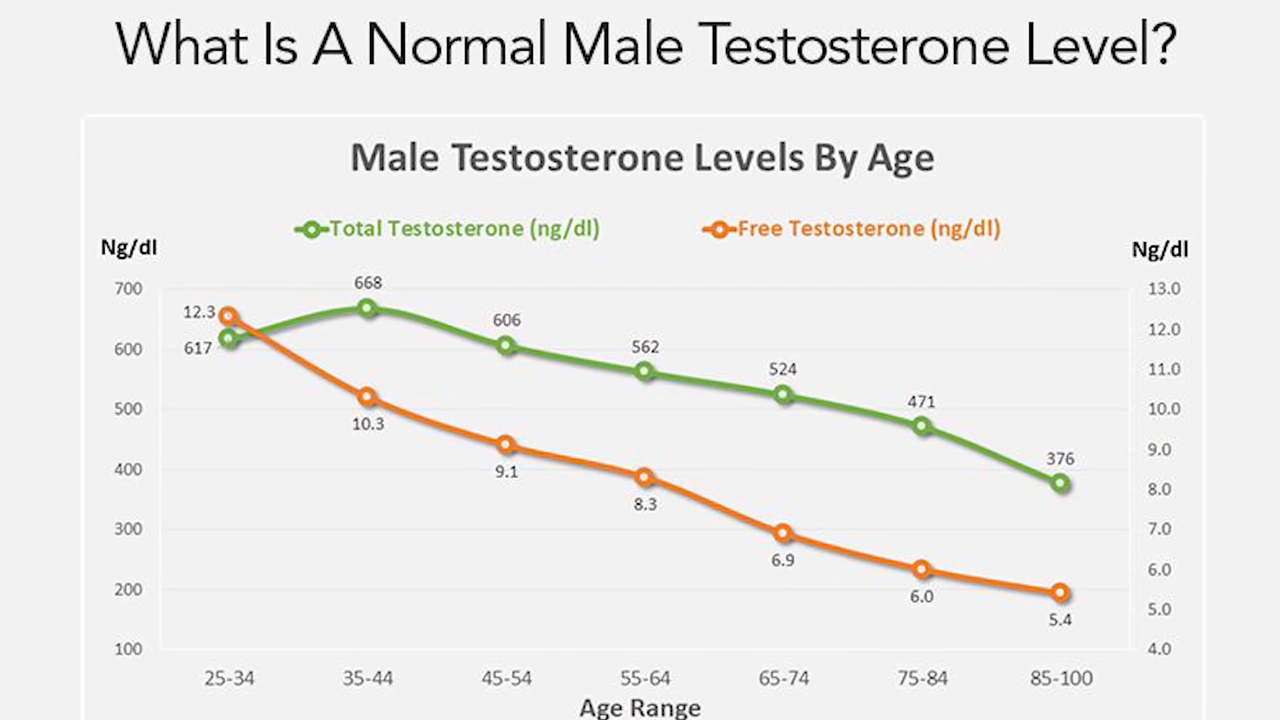 What Is A Normal Male Testosterone Level?
Male Testosterone Levels By Age
Total Testosterone (ng/dl) Free Testosterone (ng/dl)
Ng/dl Ng/dl
700 668 13.0
12.3 606 12.0
617 600 562 524 11.0
500 10.3 471 10.0
400 9.1 376 9.0
8.3 8.0
300 6.9 7.0
200 6.0 6.0
5.4 5.0
100 4.0
25-34 35-44 45-54 55-64 65-74 75-84 85-100
Age Range